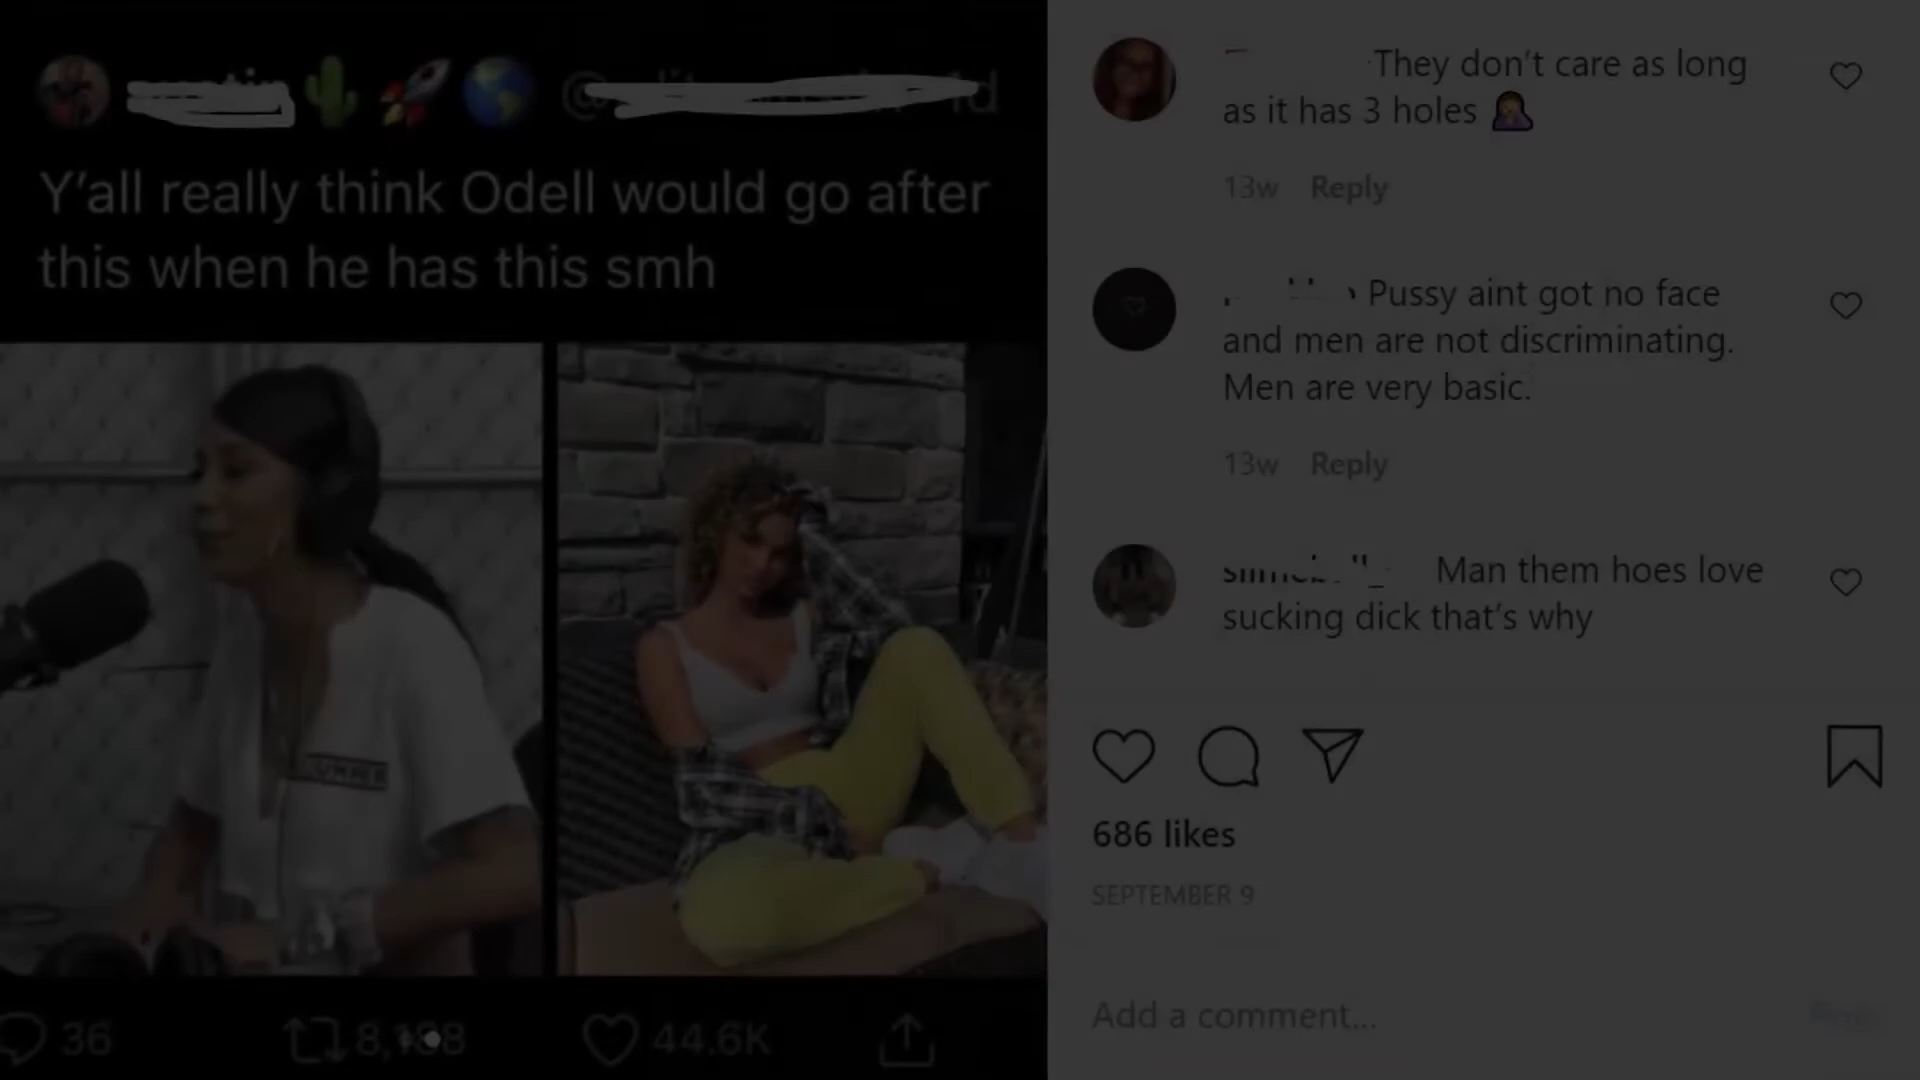 Y'all really think Odell would go after
this when he has this smh
36
44.6K
They don't care as long
as it has 3 holes
13w Reply
Pussy aint got no face
and men are not discriminating.
Men are very basic.
13w Reply
Man them hoes love
sucking dick that's why
686 likes
SEPTEMBER 9
Add a comment...